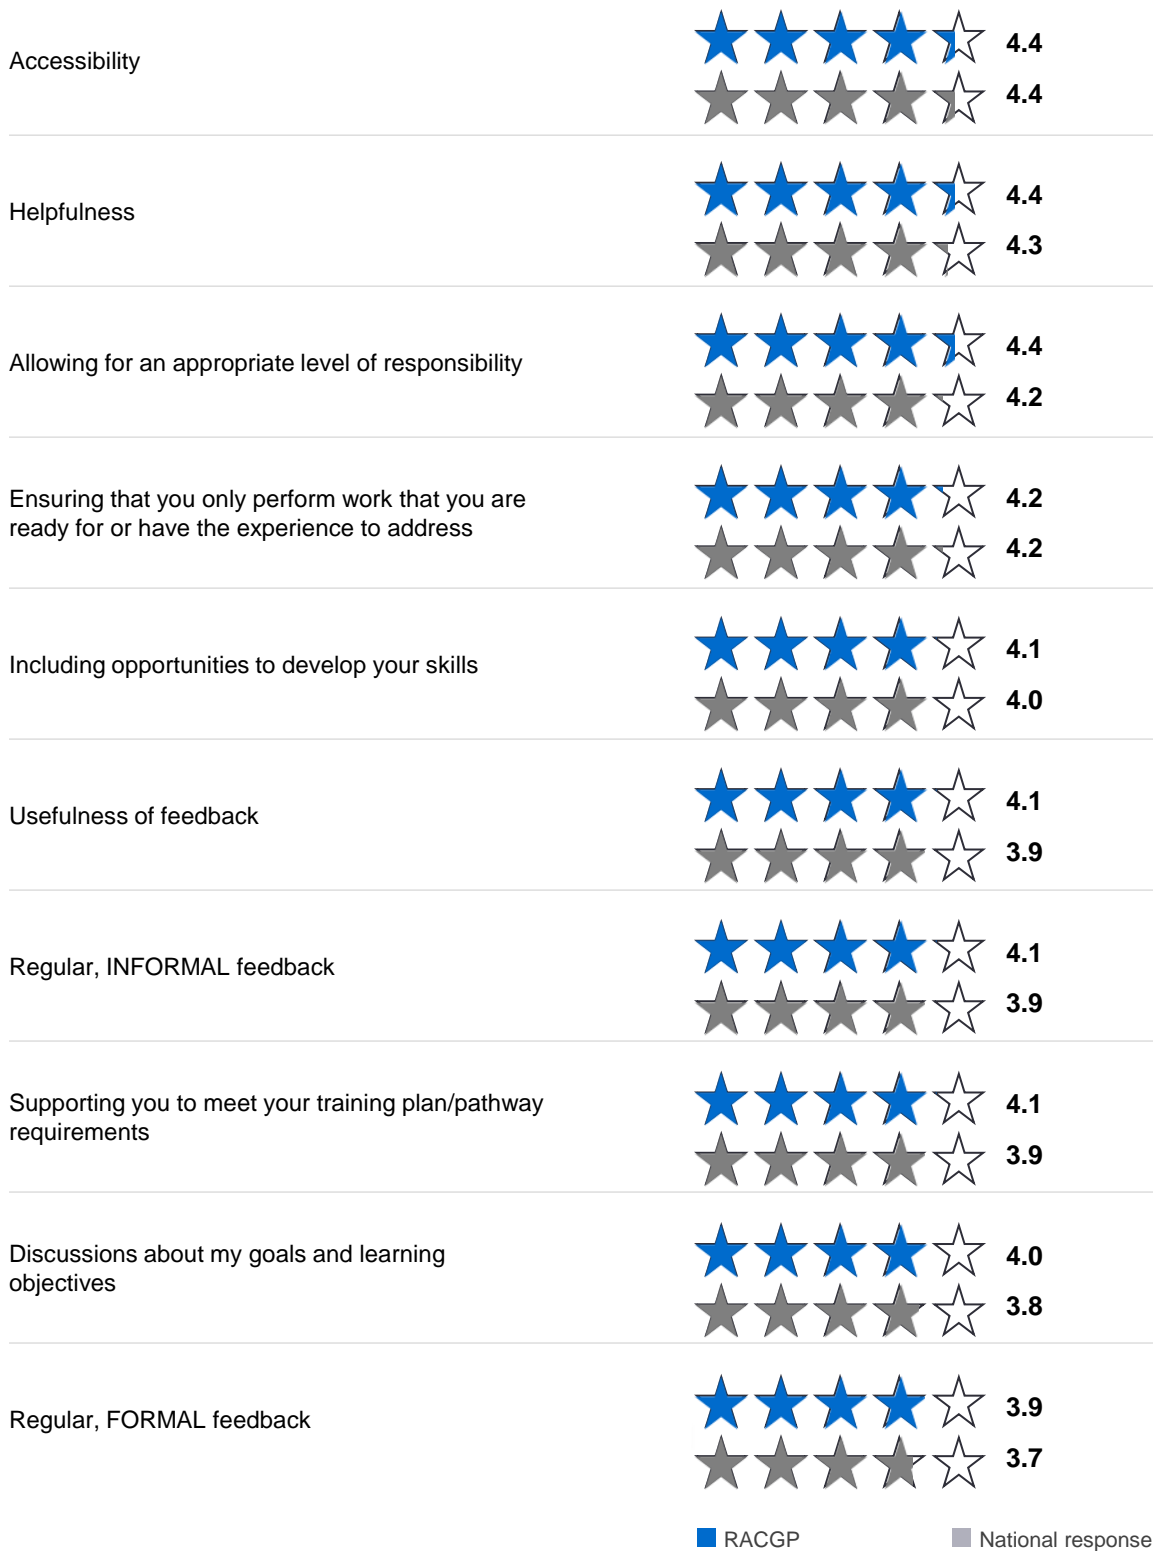 Accessibility
4.4
4.4
Helpfulness
4.4
4.3
Allowing for an appropriate level of responsibility
4.4
4.2
Ensuring that you only perform work that you are
ready for or have the experience to address
4.2
4.2
Including opportunities to develop your skills
4.1
4.0
Usefulness of feedback
4.1
3.9
Regular, INFORMAL feedback
4.1
3.9
Supporting you to meet your training plan/pathway
requirements
4.1
3.9
Discussions about my goals and learning
objectives
4.0
3.8
Regular, FORMAL feedback
3.9
3.7
RACGP
National response